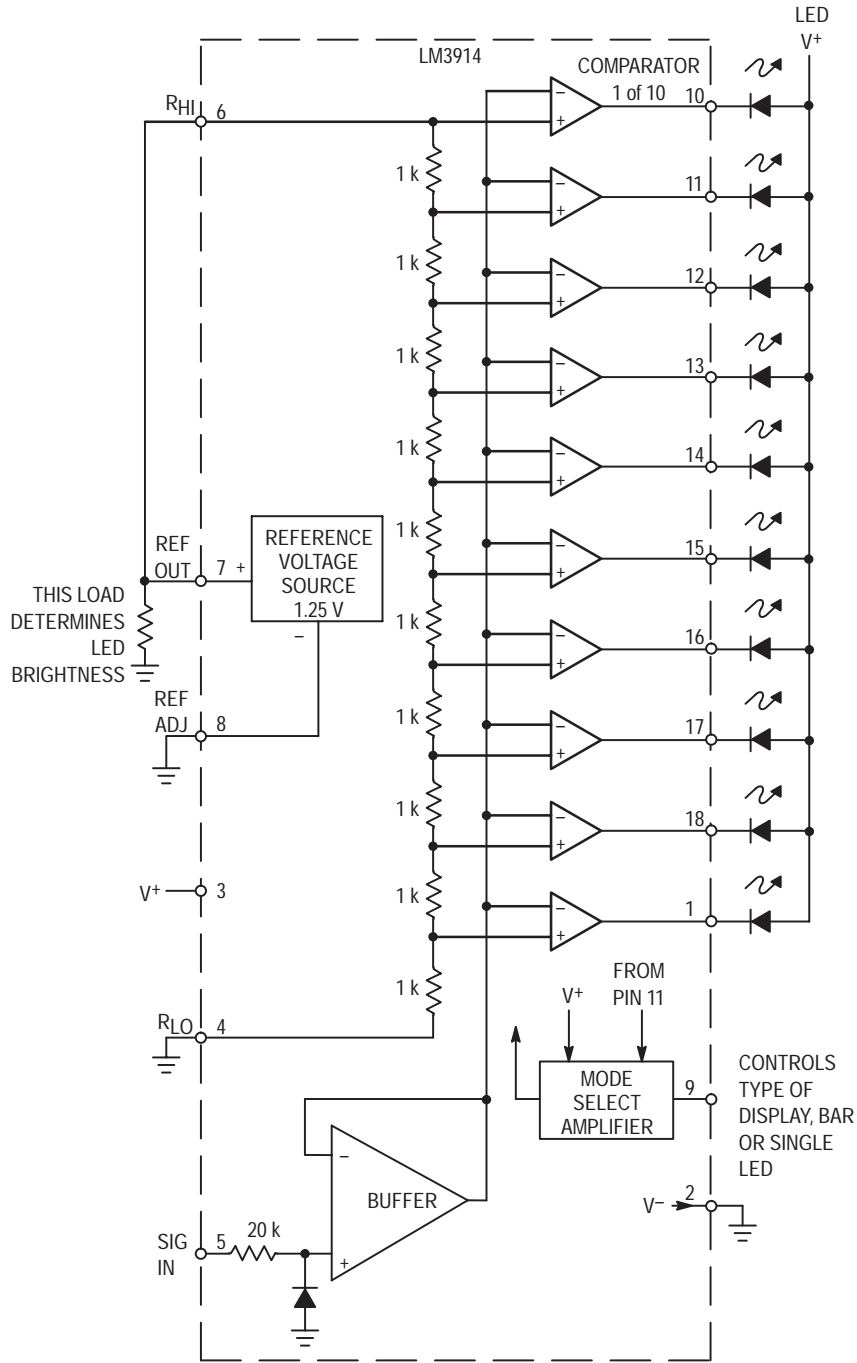 LED
V+
LM3914
COMPARATOR
1 of 10
RHI
6
−
+
10
1 k
−
+
11
1 k
−
+
12
1 k
−
+
13
1 k
−
+
14
1 k
−
+
15
1 k
−
+
16
1 k
−
+
17
1 k
−
+
18
1 k
−
+
1
1 k
REF
OUT
7
+
REFERENCE
VOLTAGE
SOURCE
1.25 V
−
THIS LOAD
DETERMINES
LED
BRIGHTNESS
REF
ADJ
8
V+
3
RLO
4
V+
FROM
PIN 11
MODE
SELECT
AMPLIFIER
9
CONTROLS
TYPE OF
DISPLAY, BAR
OR SINGLE
LED
−
BUFFER
+
V−
2
SIG
IN
5
20 k